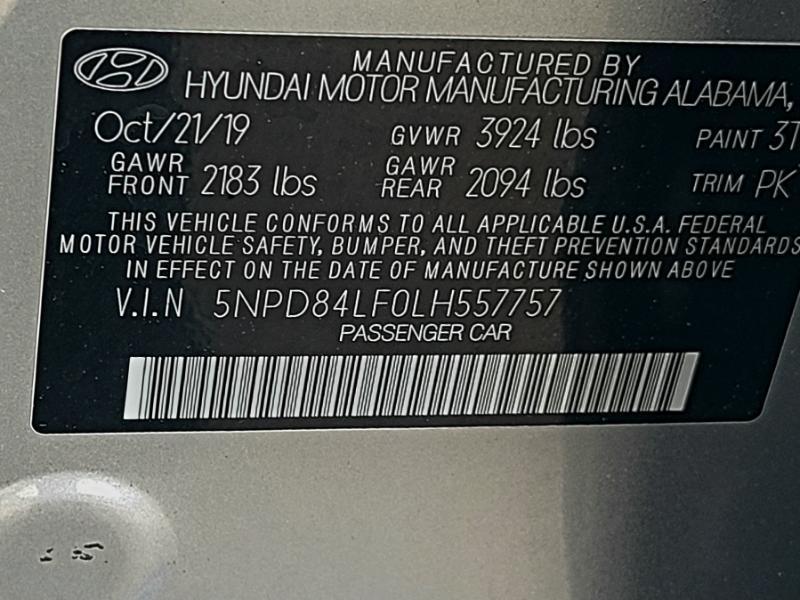 MANUFACTURED BY
HYUNDAI MOTOR MANUFACTURING ALABAMA,
Oct/21/19 GVWR 3924 lbs PAINT 3T
GAWR FRONT 2183 lbs GAWR REAR 2094 lbs TRIM PK
THIS VEHICLE CONFORMS TO ALL APPLICABLE U.S.A. FEDERAL
MOTOR VEHICLE SAFETY, BUMPER, AND THEFT PREVENTION STANDARDS
IN EFFECT ON THE DATE OF MANUFACTURE SHOWN ABOVE
V.I.N 5NPD84LF0LH557757
PASSENGER CAR